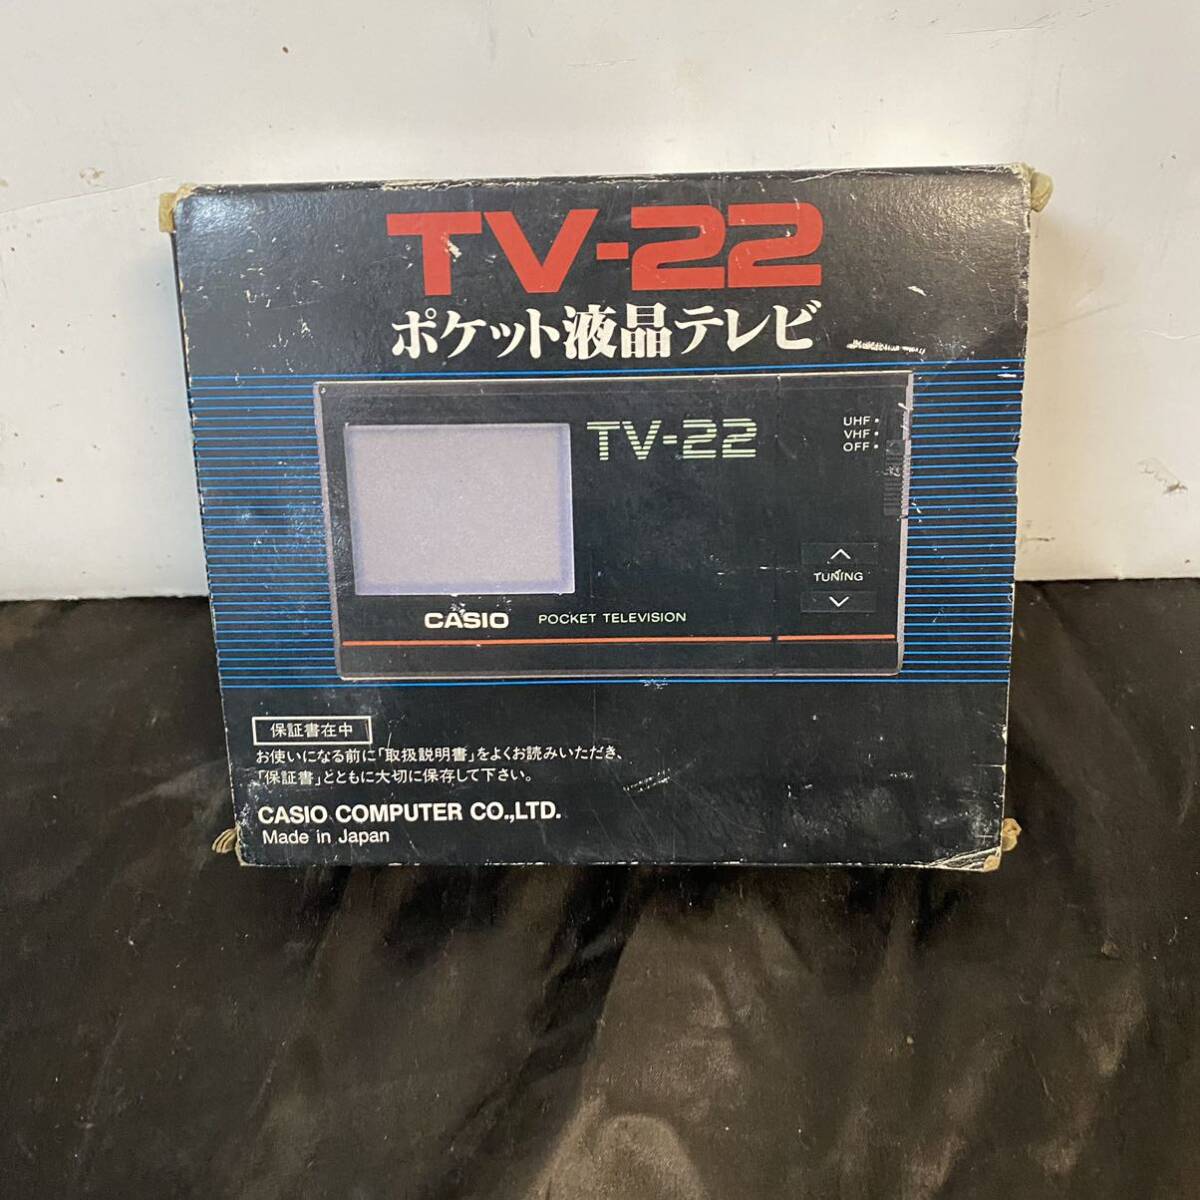 TV-22
ポケット液晶テレビ
TV-22
UHF
VHF
OFF
TUNING
CASIO POCKET TELEVISION
保証書在中
お使いになる前に「取扱説明書」をよくお読みいただき、
「保証書」とともに大切に保存して下さい。
CASIO COMPUTER CO.,LTD.
Made in Japan